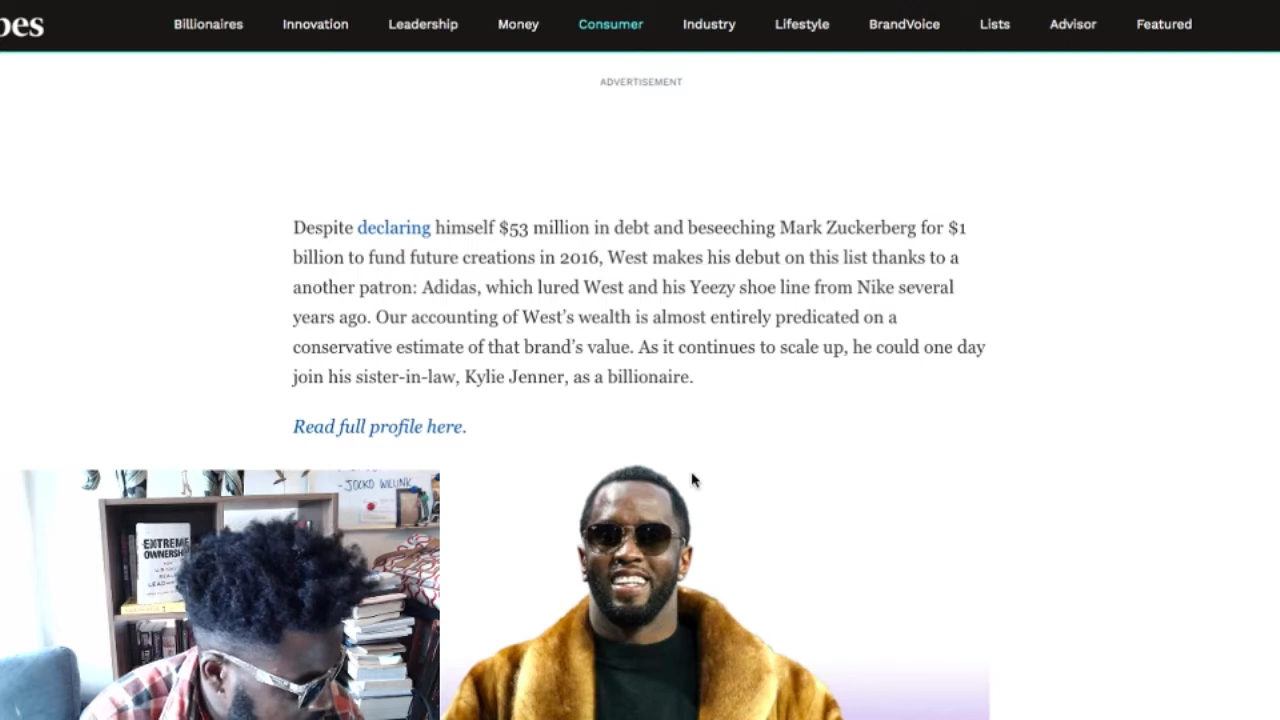 bes
Billionaires Innovation Leadership Money Consumer Industry Lifestyle BrandVoice Lists Advisor Featured
ADVERTISEMENT
Despite declaring himself $53 million in debt and beseeching Mark Zuckerberg for $1
billion to fund future creations in 2016, West makes his debut on this list thanks to a
another patron: Adidas, which lured West and his Yeezy shoe line from Nike several
years ago. Our accounting of West's wealth is almost entirely predicated on a
conservative estimate of that brand's value. As it continues to scale up, he could one day
join his sister-in-law, Kylie Jenner, as a billionaire.
Read full profile here.
-JOCKO WILLINK
EXTREME
OWNERSHIP